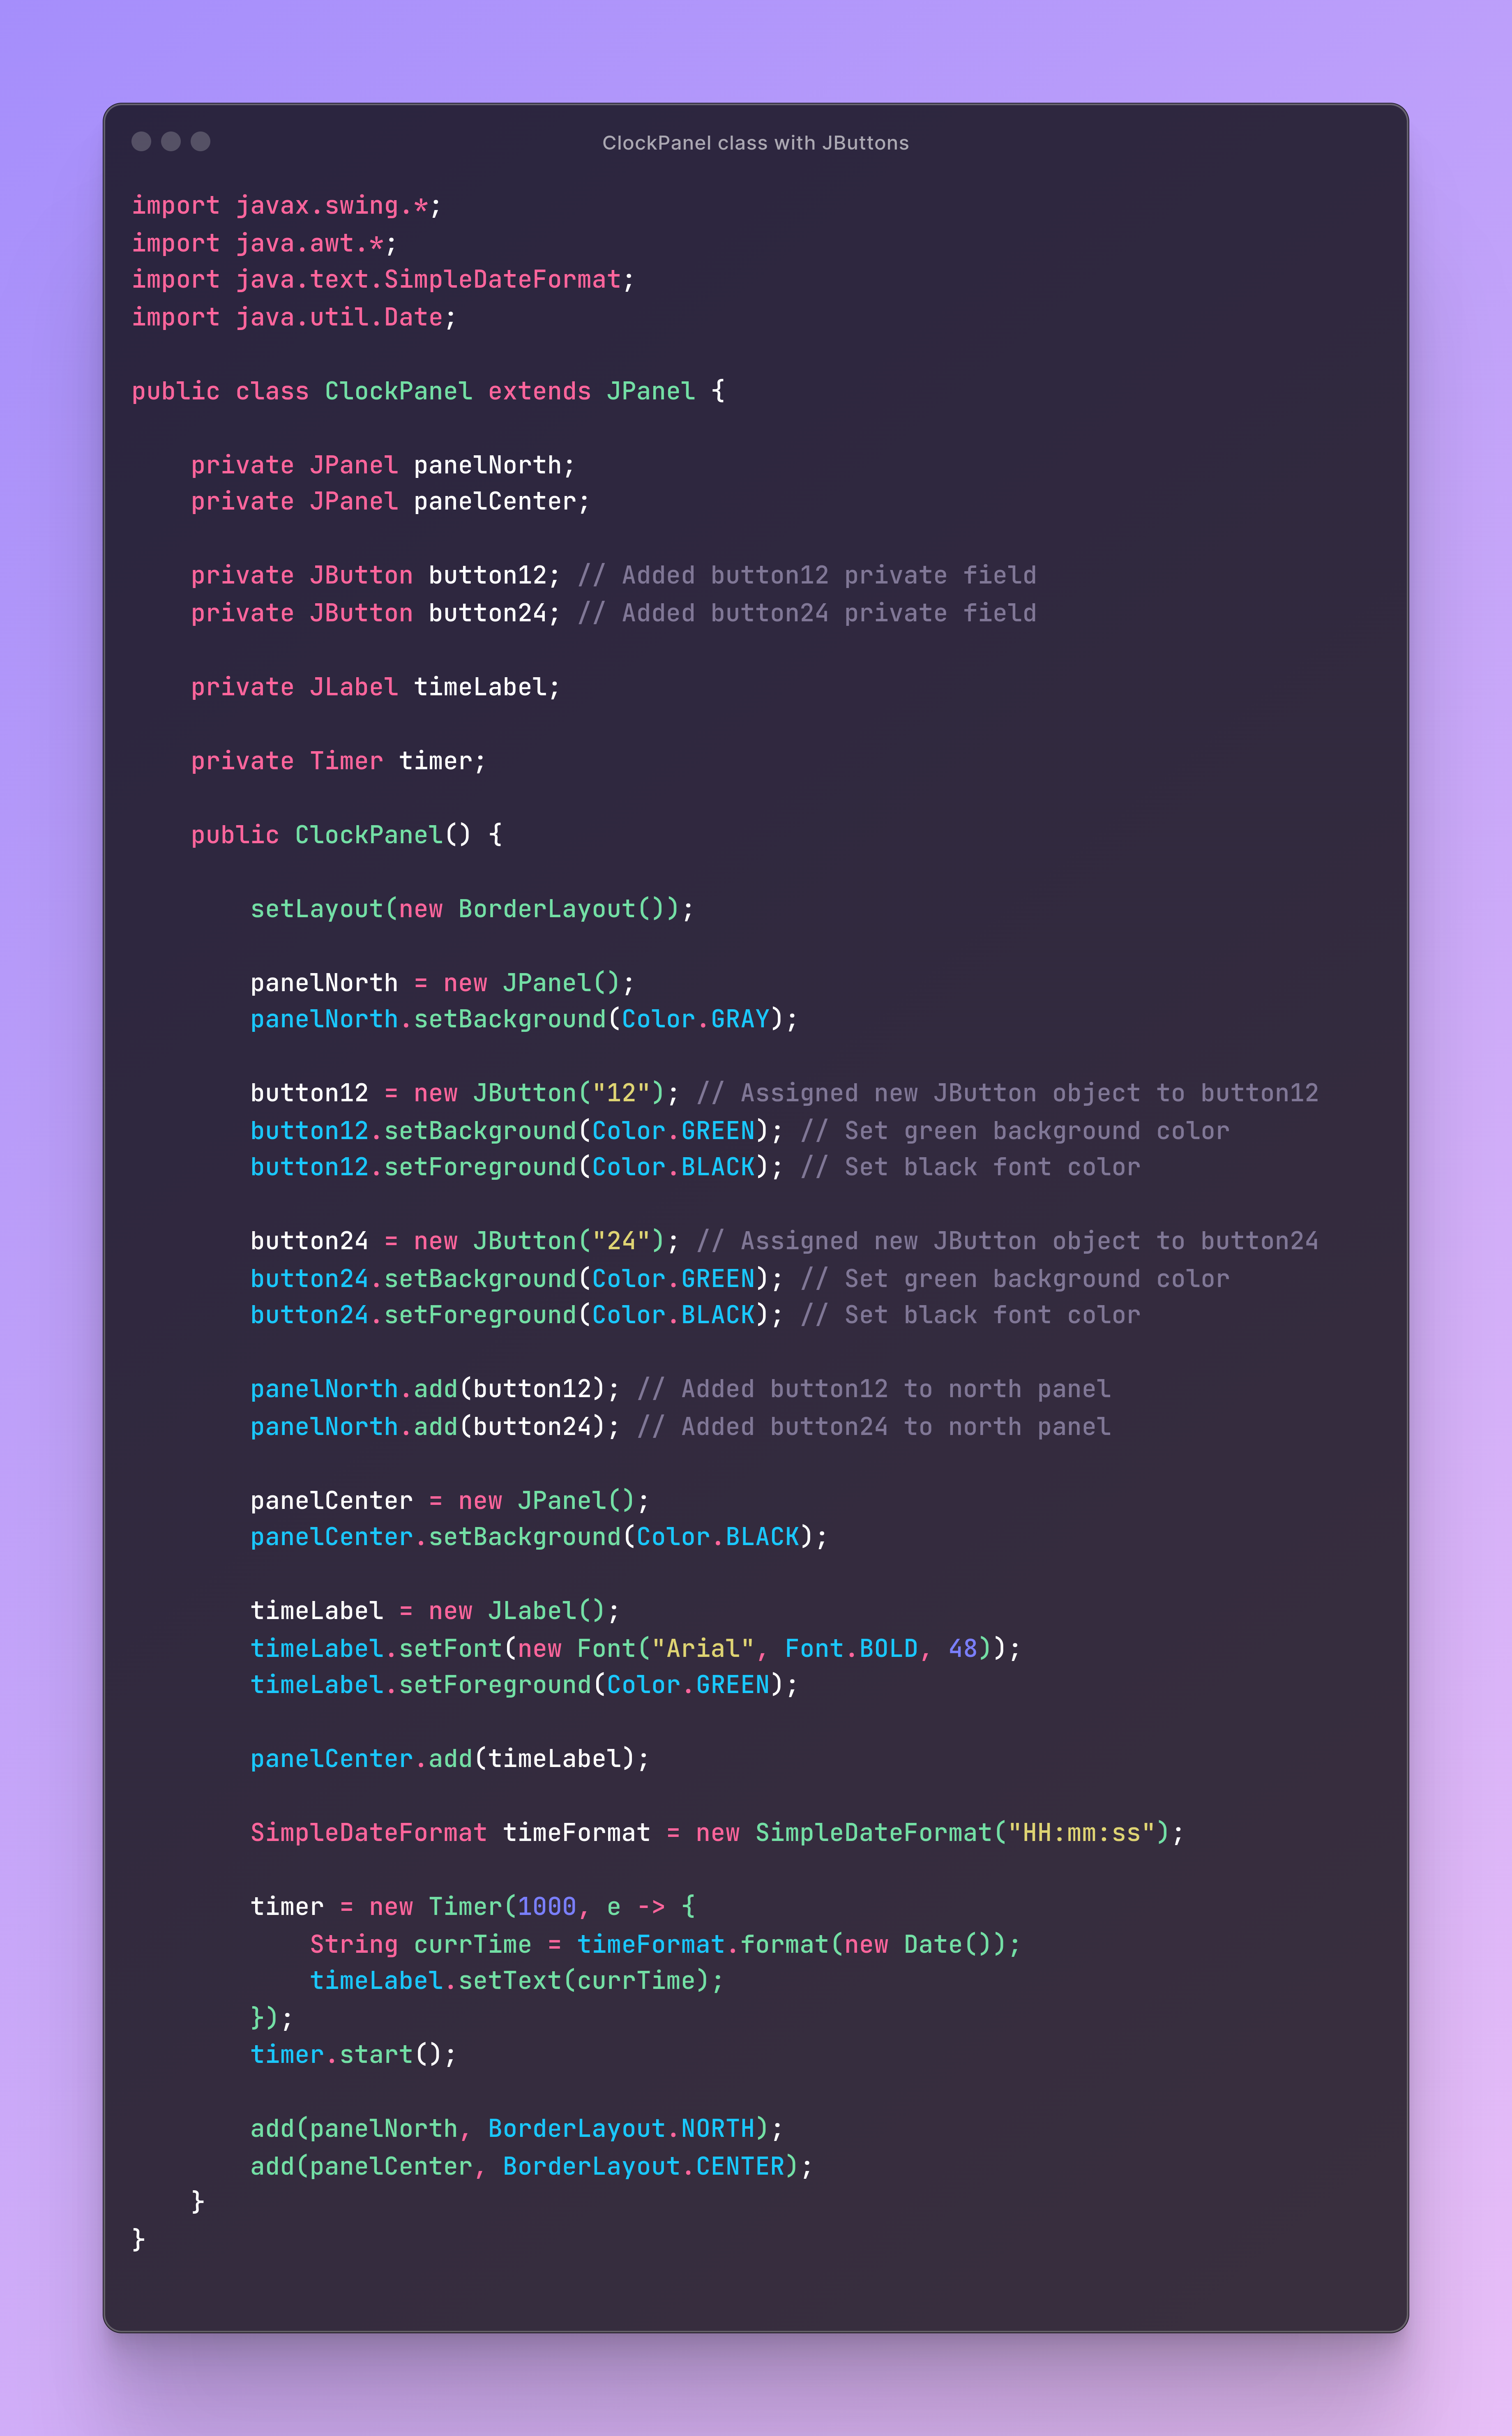 ClockPanel class with JButtons
import javax.swing.*;
import java.awt.*;
import java.text.SimpleDateFormat;
import java.util.Date;
public class ClockPanel extends JPanel {
private JPanel panelNorth;
private JPanel panelCenter;
private JButton button12; // Added button12 private field
private JButton button24; // Added button24 private field
private JLabel timeLabel;
private Timer timer;
public ClockPanel() {
setLayout(new BorderLayout());
panelNorth = new JPanel();
panelNorth.setBackground(Color.GRAY);
button12 = new JButton("12"); // Assigned new JButton object to button12
button12.setBackground(Color.GREEN); // Set green background color
button12.setForeground(Color.BLACK); // Set black font color
button24 = new JButton("24"); // Assigned new JButton object to button24
button24.setBackground(Color.GREEN); // Set green background color
button24.setForeground(Color.BLACK); // Set black font color
panelNorth.add(button12); // Added button12 to north panel
panelNorth.add(button24); // Added button24 to north panel
panelCenter = new JPanel();
panelCenter.setBackground(Color.BLACK);
timeLabel = new JLabel();
timeLabel.setFont(new Font("Arial", Font.BOLD, 48));
timeLabel.setForeground(Color.GREEN);
panelCenter.add(timeLabel);
SimpleDateFormat timeFormat = new SimpleDateFormat("HH:mm:ss");
timer = new Timer(1000, e -> {
String currTime = timeFormat.format(new Date());
timeLabel.setText(currTime);
});
timer.start();
add(panelNorth, BorderLayout.NORTH);
add(panelCenter, BorderLayout.CENTER);
}
}